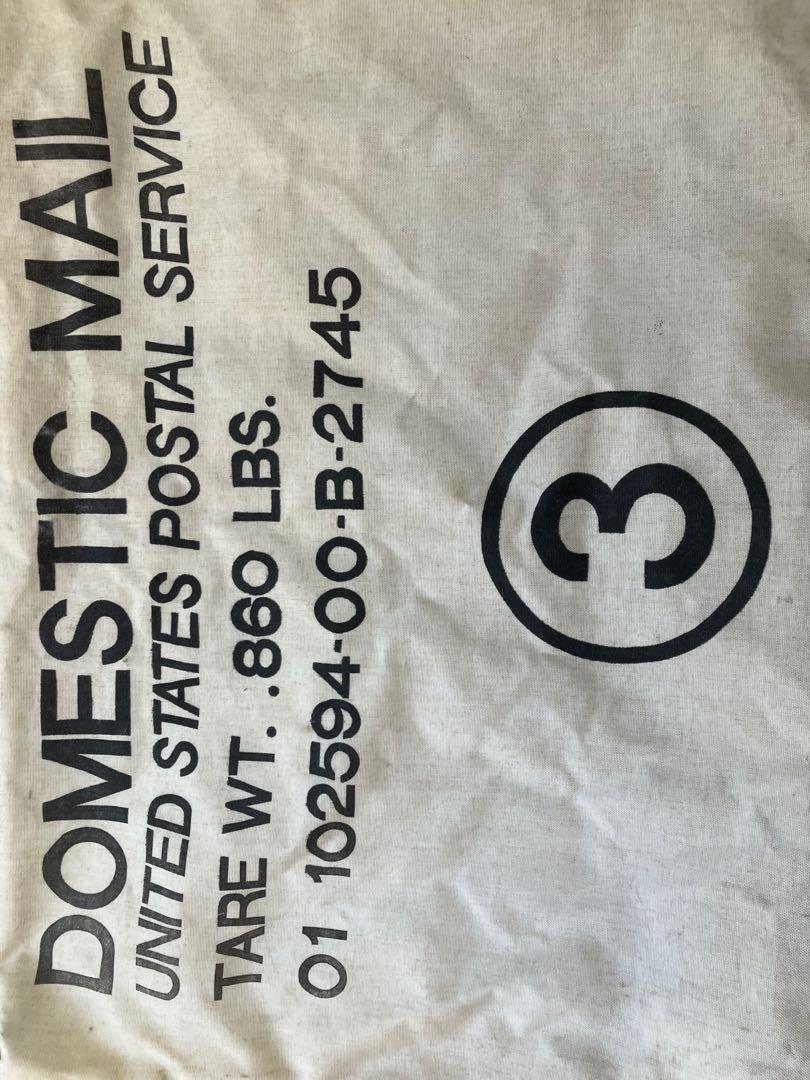 DOMESTIC MAIL
UNITED STATES POSTAL SERVICE
TARE WT. .860 LBS.
01 102594-00-B-2745
3